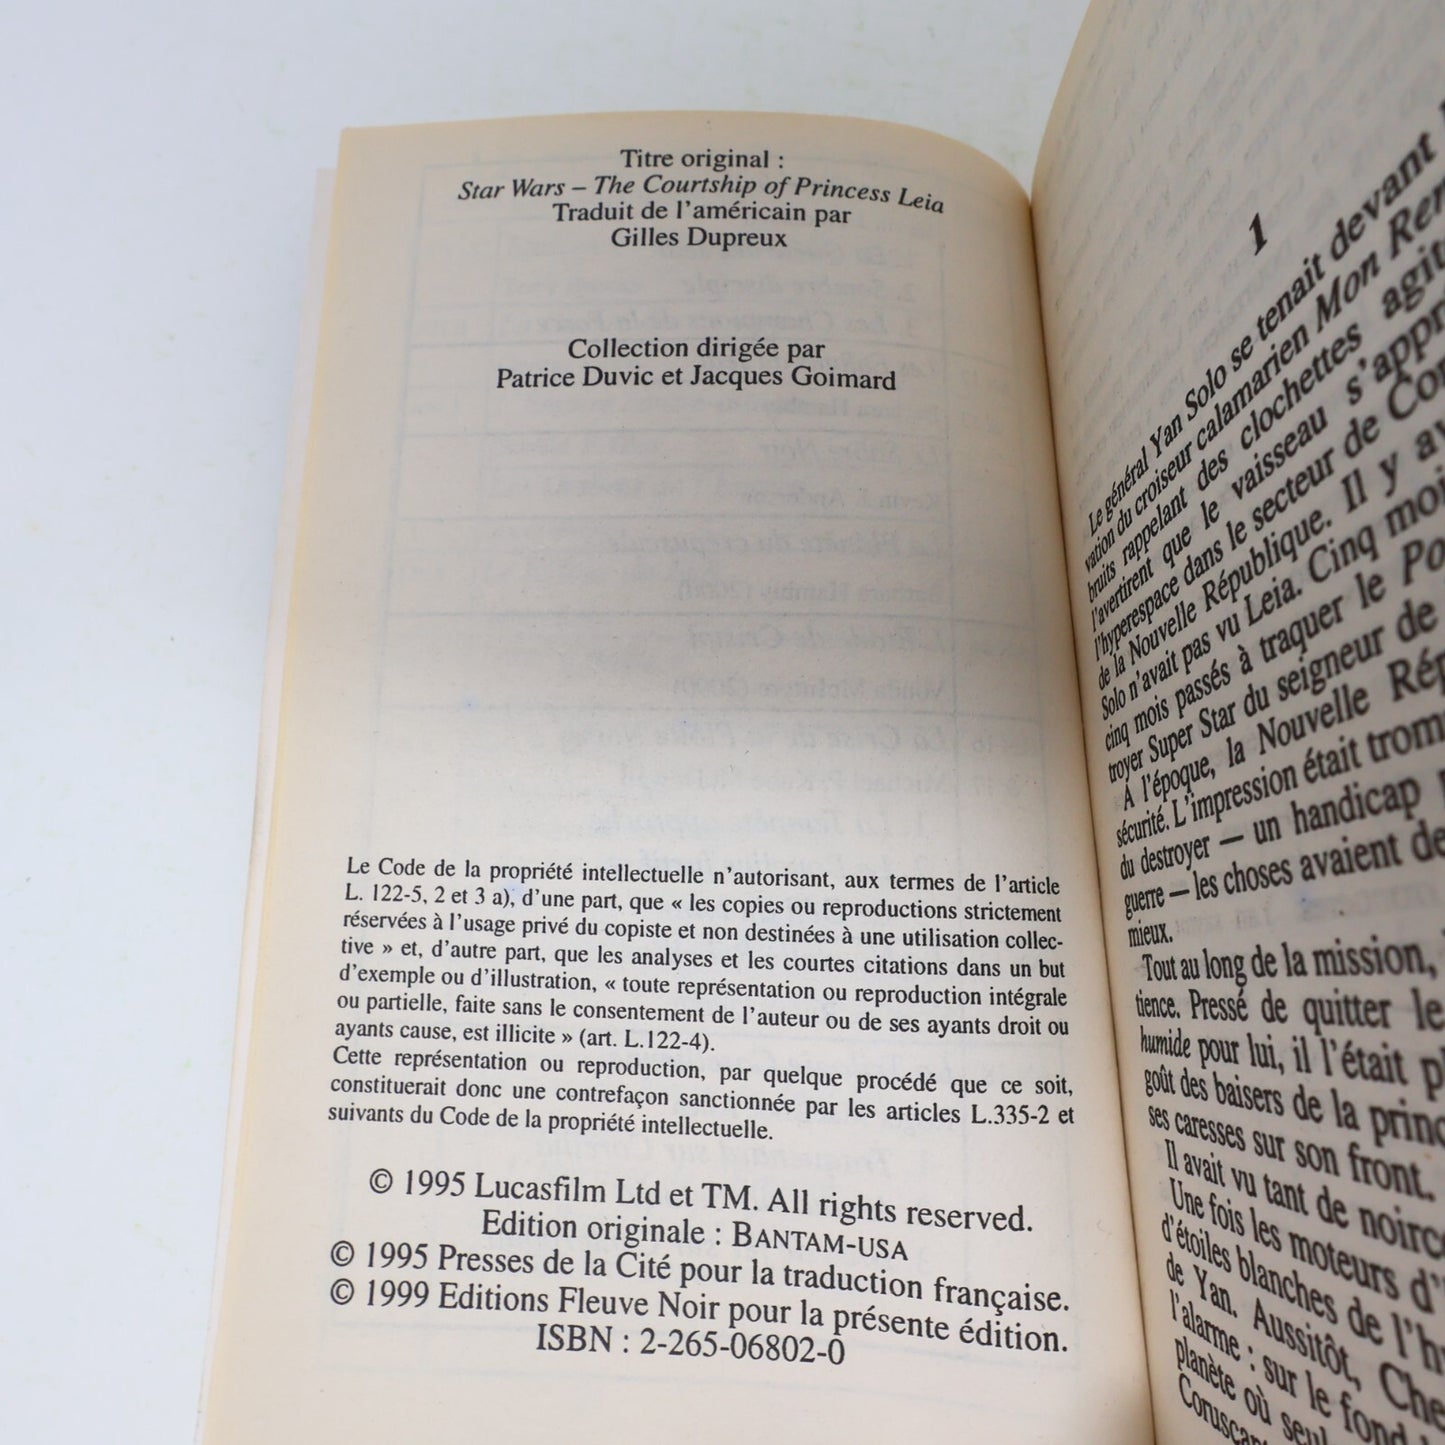 Titre original :
Star Wars – The Courtship of Princess Leia
Traduit de l'américain par
Gilles Dupreux
Collection dirigée par
Patrice Duvic et Jacques Goimard
Le Code de la propriété intellectuelle n'autorisant, aux termes de l'article
L. 122-5, 2 et 3 a), d'une part, que « les copies ou reproductions strictement
réservées à l'usage privé du copiste et non destinées à une utilisation collec-
tive » et, d'autre part, que les analyses et les courtes citations dans un but
d'exemple ou d'illustration, « toute représentation ou reproduction intégrale
ou partielle, faite sans le consentement de l'auteur ou de ses ayants droit ou
ayants cause, est illicite » (art. L.122-4).
Cette représentation ou reproduction, par quelque procédé que ce soit,
constituerait donc une contrefaçon sanctionnée par les articles L.335-2 et
suivants du Code de la propriété intellectuelle.
© 1995 Lucasfilm Ltd et TM. All rights reserved.
Edition originale : BANTAM-USA
© 1995 Presses de la Cité pour la traduction française.
© 1999 Editions Fleuve Noir pour la présente édition.
ISBN : 2-265-06802-0
1
Le général Yan Solo se tenait devant
vation du croiseur calamarien Mon
bruits rappelant des clochettes
l'avertirent que le vaisseau
l'hyperespace dans le secteur de
de la Nouvelle République. Il y
Solo n'avait pas vu Leia. Cinq
cinq mois passés à traquer le
troyer Super Star du seigneur de
À l'époque, la Nouvelle
sécurité. L'impression était
du destroyer — un handicap
guerre — les choses avaient
mieux.
Tout au long de la mission,
tience. Pressé de quitter
humide pour lui, il l'était
goût des baisers de la
ses caresses sur son front.
Il avait vu tant de
Une fois les moteurs
d'étoiles blanches de
de Yan. Aussitôt,
l'alarme : sur le fond
planète où